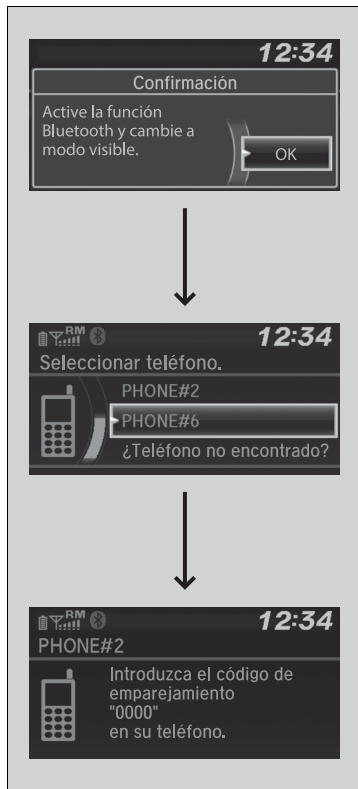 12:34
Confirmación
Active la función
Bluetooth y cambie a
modo visible.
OK
RM
12:34
Seleccionar teléfono.
PHONE#2
PHONE#6
¿Teléfono no encontrado?
RM
12:34
PHONE#2
Introduzca el código de
emparejamiento
"0000"
en su teléfono.